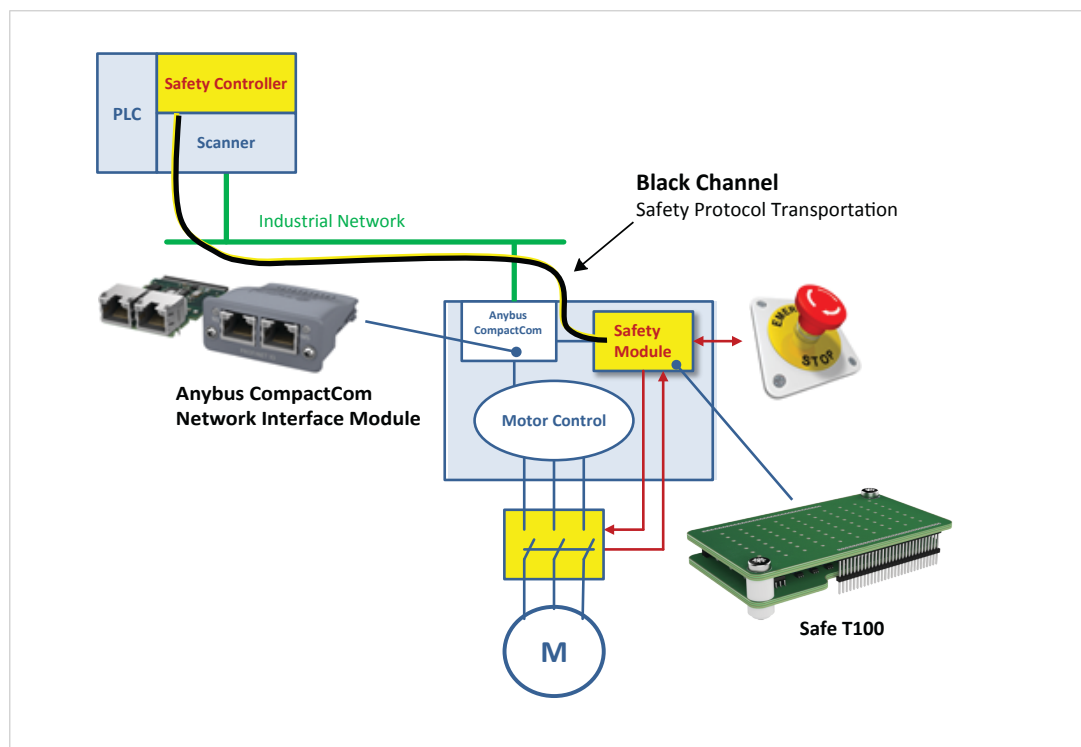 Safety Controller
PLC
Scanner
Black Channel
Safety Protocol Transportation
Industrial Network
Anybus
CompactCom
Safety
Module
EMER
STOP
Anybus CompactCom
Network Interface Module
Motor Control
M
Safe T100